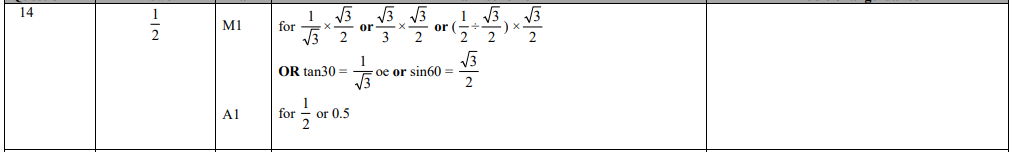 14 1/2 M1 for 1/√3 × √3/2 or √3/3 × √3/2 or (1/2 ÷ √3/2) × √3/2
OR tan30 = 1/√3 oe or sin60 = √3/2
A1 for 1/2 or 0.5